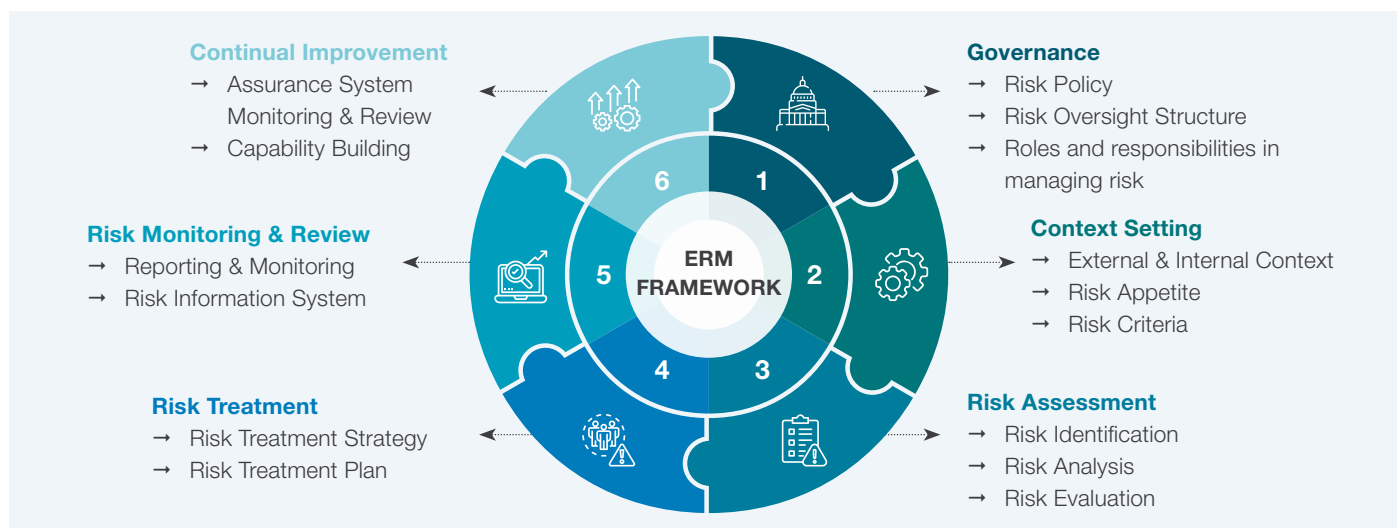 Continual Improvement
→ Assurance System
Monitoring & Review
→ Capability Building
Governance
→ Risk Policy
→ Risk Oversight Structure
→ Roles and responsibilities in
managing risk
Risk Monitoring & Review
→ Reporting & Monitoring
→ Risk Information System
Context Setting
→ External & Internal Context
→ Risk Appetite
→ Risk Criteria
Risk Treatment
→ Risk Treatment Strategy
→ Risk Treatment Plan
Risk Assessment
→ Risk Identification
→ Risk Analysis
→ Risk Evaluation
ERM
FRAMEWORK
1
2
3
4
5
6